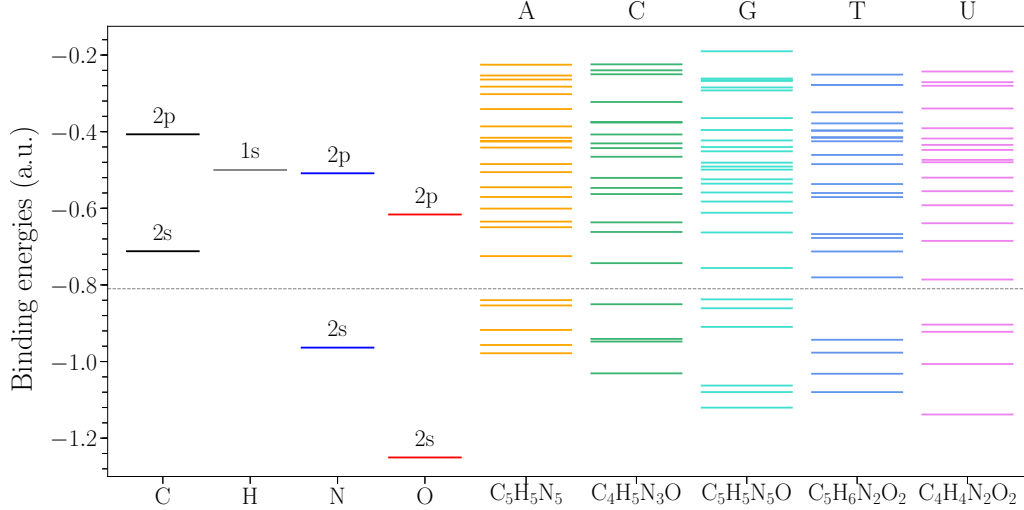 A C G T U
Binding energies (a.u.)
−0.2
−0.4
−0.6
−0.8
−1.0
−1.2
2p
1s
2p
2p
2s
2s
2s
C H N O C₅H₅N₅ C₄H₅N₃O C₅H₅N₅O C₅H₆N₂O₂ C₄H₄N₂O₂